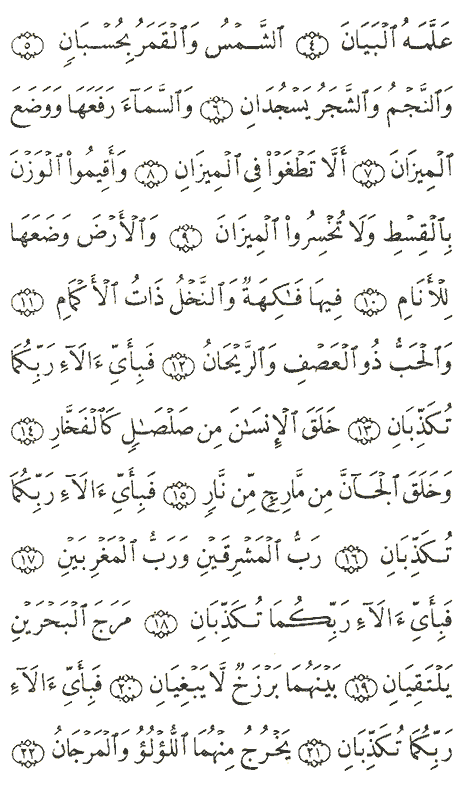 عَلَّمَهُ ٱلْبَيَانَ ۝٤ ٱلشَّمْسُ وَٱلْقَمَرُ بِحُسْبَانٍ ۝٥
وَٱلنَّجْمُ وَٱلشَّجَرُ يَسْجُدَانِ ۝٦ وَٱلسَّمَآءَ رَفَعَهَا وَوَضَعَ
ٱلْمِيزَانَ ۝٧ أَلَّا تَطْغَوْا۟ فِى ٱلْمِيزَانِ ۝٨ وَأَقِيمُوا۟ ٱلْوَزْنَ
بِٱلْقِسْطِ وَلَا تُخْسِرُوا۟ ٱلْمِيزَانَ ۝٩ وَٱلْأَرْضَ وَضَعَهَا
لِلْأَنَامِ ۝١٠ فِيهَا فَٰكِهَةٌ وَٱلنَّخْلُ ذَاتُ ٱلْأَكْمَامِ ۝١١
وَٱلْحَبُّ ذُو ٱلْعَصْفِ وَٱلرَّيْحَانُ ۝١٢ فَبِأَىِّ ءَالَآءِ رَبِّكُمَا
تُكَذِّبَانِ ۝١٣ خَلَقَ ٱلْإِنسَٰنَ مِن صَلْصَٰلٍ كَٱلْفَخَّارِ ۝١٤
وَخَلَقَ ٱلْجَآنَّ مِن مَّارِجٍ مِّن نَّارٍ ۝١٥ فَبِأَىِّ ءَالَآءِ رَبِّكُمَا
تُكَذِّبَانِ ۝١٦ رَبُّ ٱلْمَشْرِقَيْنِ وَرَبُّ ٱلْمَغْرِبَيْنِ ۝١٧
فَبِأَىِّ ءَالَآءِ رَبِّكُمَا تُكَذِّبَانِ ۝١٨ مَرَجَ ٱلْبَحْرَيْنِ
يَلْتَقِيَانِ ۝١٩ بَيْنَهُمَا بَرْزَخٌ لَّا يَبْغِيَانِ ۝٢٠ فَبِأَىِّ ءَالَآءِ
رَبِّكُمَا تُكَذِّبَانِ ۝٢١ يَخْرُجُ مِنْهُمَا ٱللُّؤْلُؤُ وَٱلْمَرْجَانُ ۝٢٢